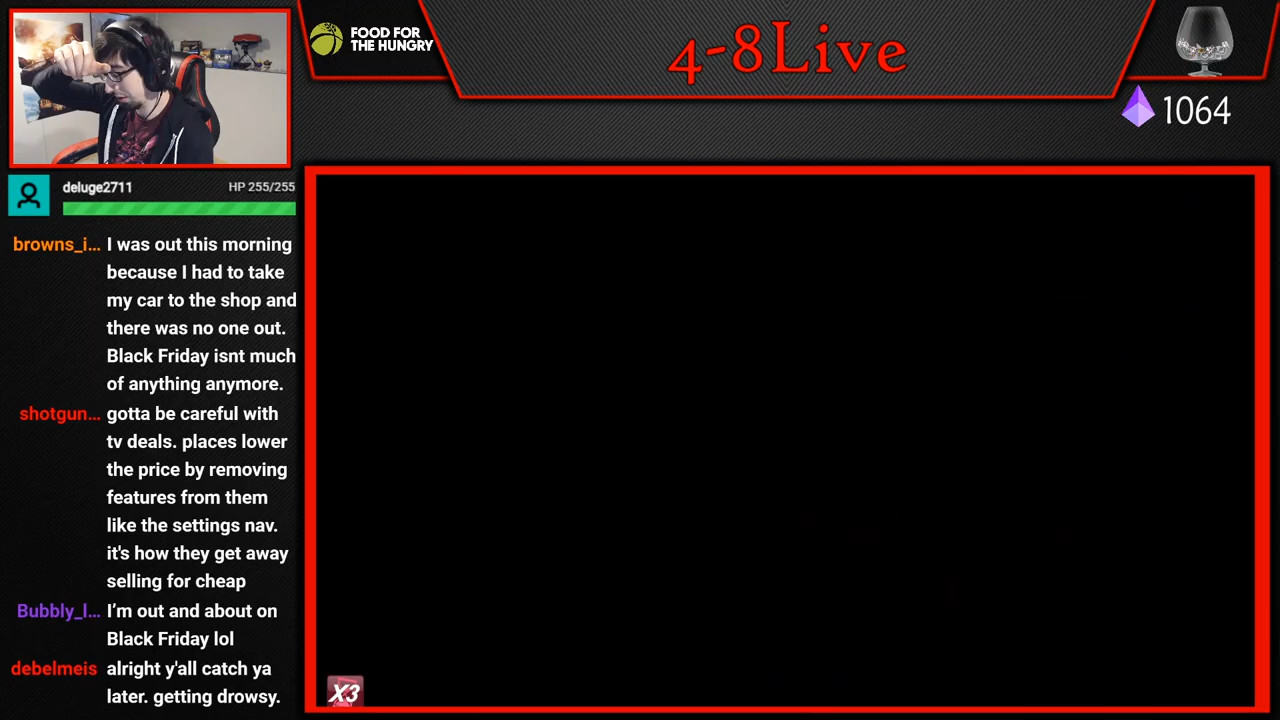 FOOD FOR
THE HUNGRY
4-8Live
1064
deluge2711 HP 255/255
browns_i... I was out this morning
because I had to take
my car to the shop and
there was no one out.
Black Friday isnt much
of anything anymore.
shotgun... gotta be careful with
tv deals. places lower
the price by removing
features from them
like the settings nav.
it's how they get away
selling for cheap
Bubbly_l... I'm out and about on
Black Friday lol
debelmeis alright y'all catch ya
later. getting drowsy.
X3